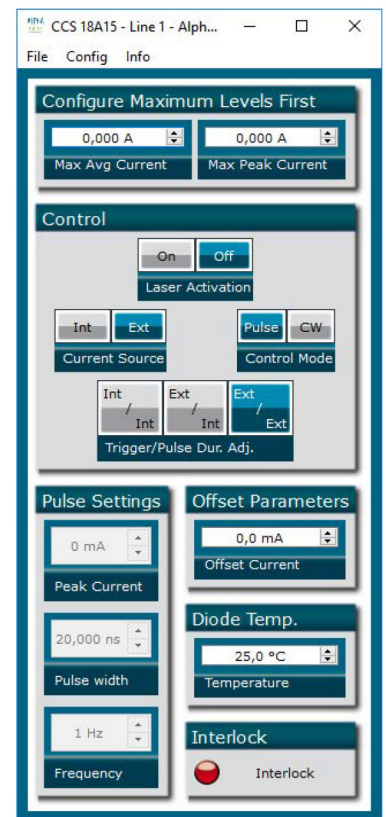 CCS 18A15 - Line 1 - Alph...
File Config Info
Configure Maximum Levels First
0,000 A 0,000 A
Max Avg Current Max Peak Current
Control
On Off
Laser Activation
Int Ext Pulse CW
Current Source Control Mode
Int / Int Ext / Int Ext / Ext
Trigger/Pulse Dur. Adj.
Pulse Settings
0 mA
Peak Current
20,000 ns
Pulse width
1 Hz
Frequency
Offset Parameters
0,0 mA
Offset Current
Diode Temp.
25,0 °C
Temperature
Interlock
Interlock